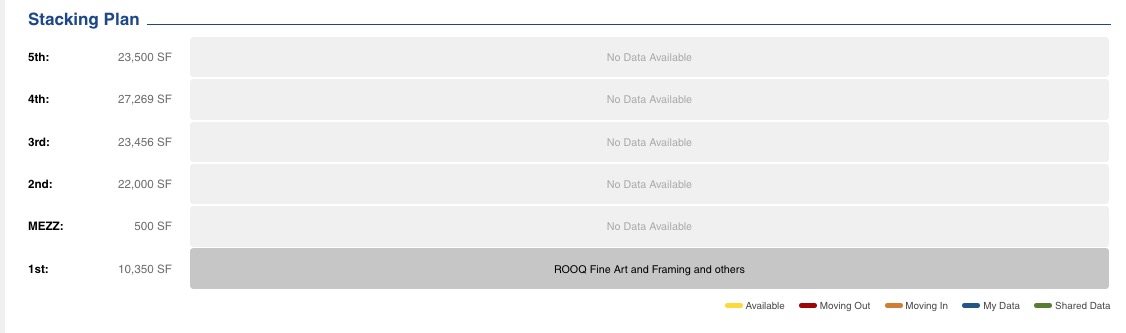 Stacking Plan
5th: 23,500 SF No Data Available
4th: 27,269 SF No Data Available
3rd: 23,456 SF No Data Available
2nd: 22,000 SF No Data Available
MEZZ: 500 SF No Data Available
1st: 10,350 SF ROOQ Fine Art and Framing and others
Available Moving Out Moving In My Data Shared Data